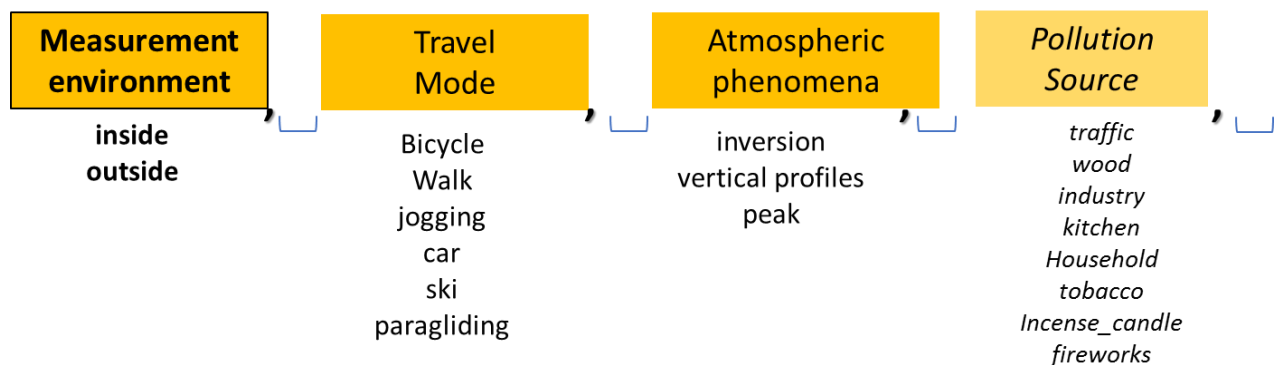 Measurement
environment
,
inside
outside
Travel
Mode
,
Bicycle
Walk
jogging
car
ski
paragliding
Atmospheric
phenomena
,
inversion
vertical profiles
peak
Pollution
Source
,
traffic
wood
industry
kitchen
Household
tobacco
Incense_candle
fireworks